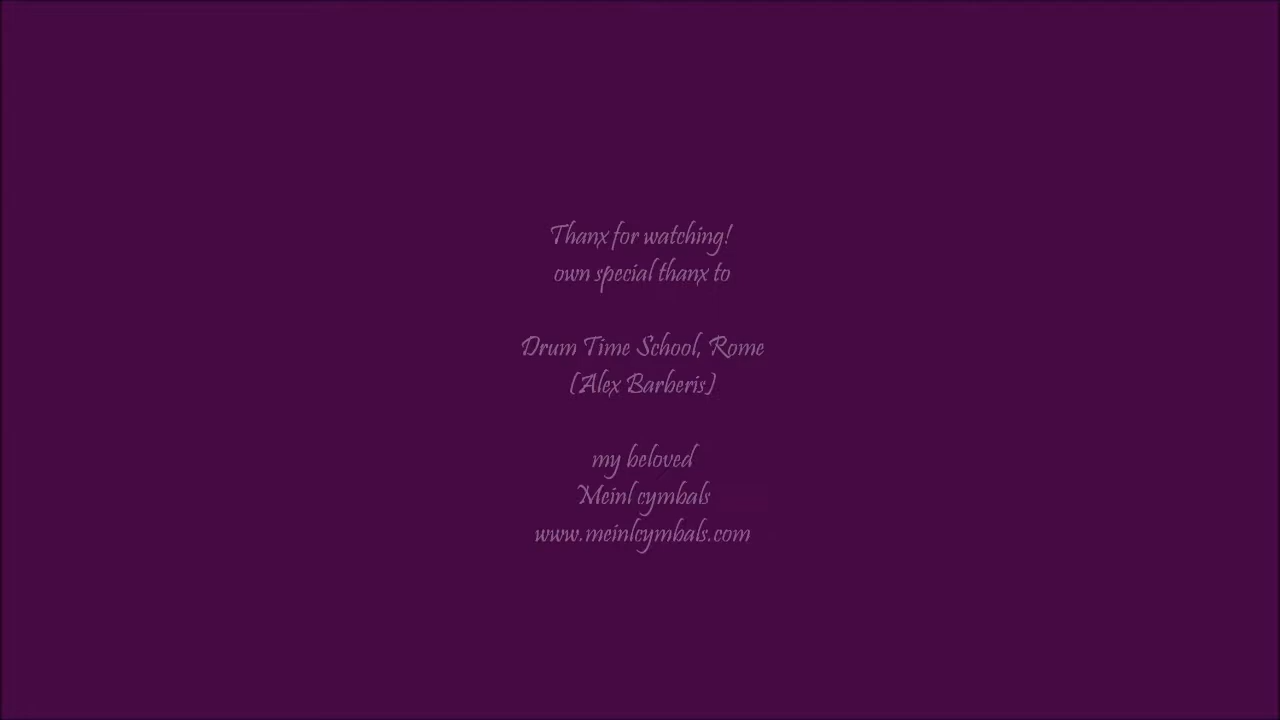 Thanx for watching!
own special thanx to
Drum Time School, Rome
(Alex Barberis)
my beloved
Meinl cymbals
www.meinlcymbals.com